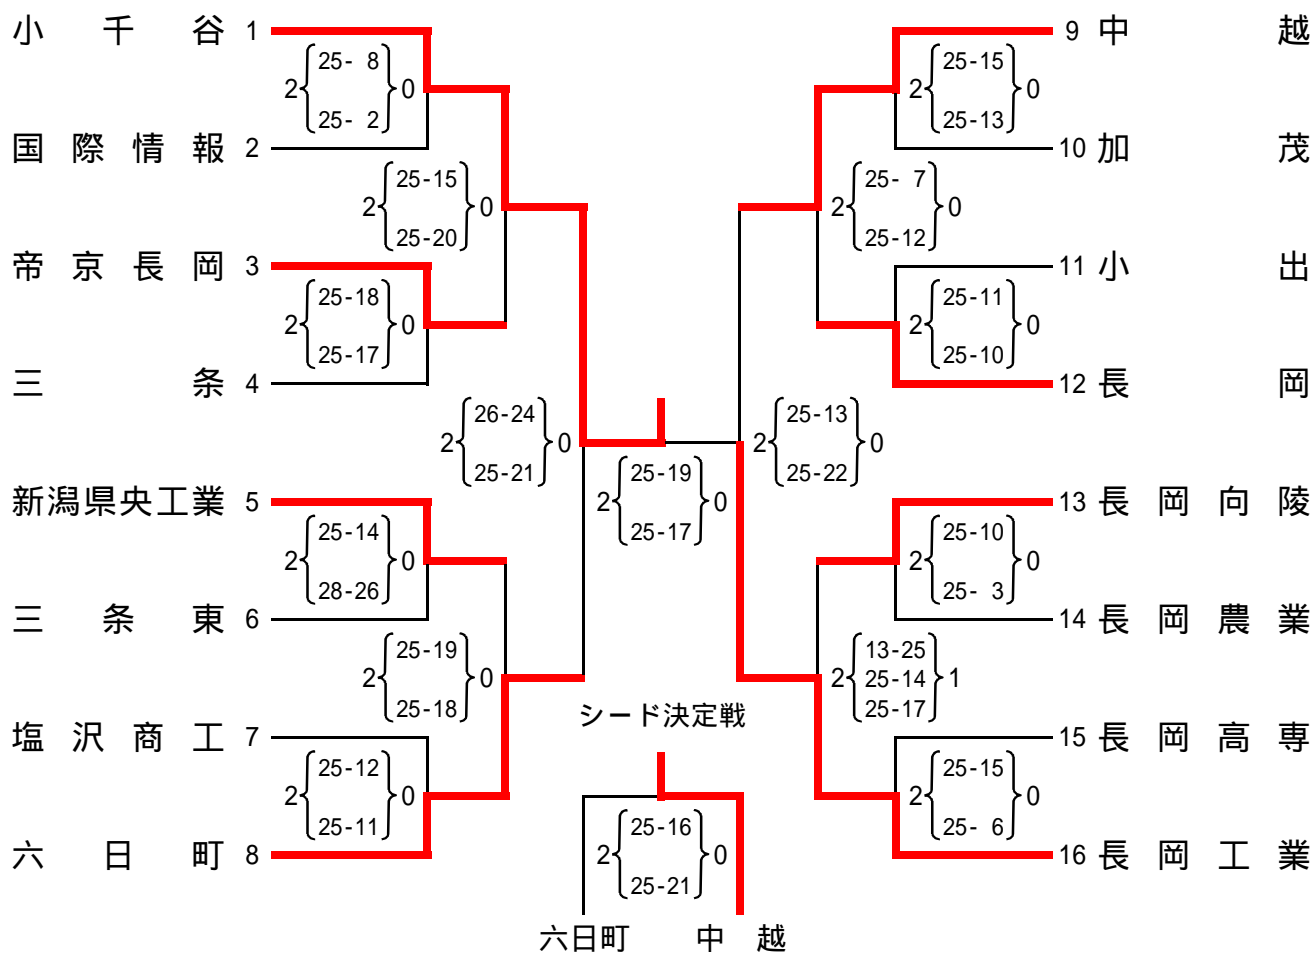 小千谷 1
2 25- 8 0
25- 2
国際情報 2
2 25-15 0
25-20
帝京長岡 3
2 25-18 0
25-17
三条 4
2 26-24 0
25-21
新潟県央工業 5
2 25-14 0
28-26
三条東 6
2 25-19 0
25-18
塩沢商工 7
2 25-12 0
25-11
六日町 8
2 25-19 0
25-17
9 中越
2 25-15 0
25-13
10 加茂
2 25- 7 0
25-12
11 小出
2 25-11 0
25-10
12 長岡
2 25-13 0
25-22
13 長岡向陵
2 25-10 0
25- 3
14 長岡農業
13-25
2 25-14 1
25-17
15 長岡高専
2 25-15 0
25- 6
16 長岡工業
シード決定戦
2 25-16 0
25-21
六日町 中越